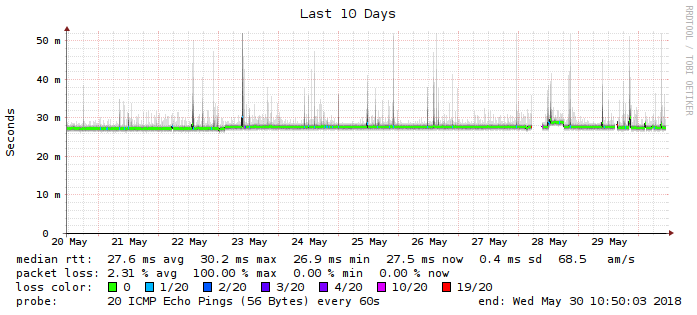 Last 10 Days
RRDTOOL / TOBI OETIKER
Seconds
50 m
40 m
30 m
20 m
10 m
0
20 May 21 May 22 May 23 May 24 May 25 May 26 May 27 May 28 May 29 May
median rtt: 27.6 ms avg 30.2 ms max 26.9 ms min 27.5 ms now 0.4 ms sd 68.5 am/s
packet loss: 2.31 % avg 100.00 % max 0.00 % min 0.00 % now
loss color: 0 1/20 2/20 3/20 4/20 10/20 19/20
probe: 20 ICMP Echo Pings (56 Bytes) every 60s end: Wed May 30 10:50:03 2018